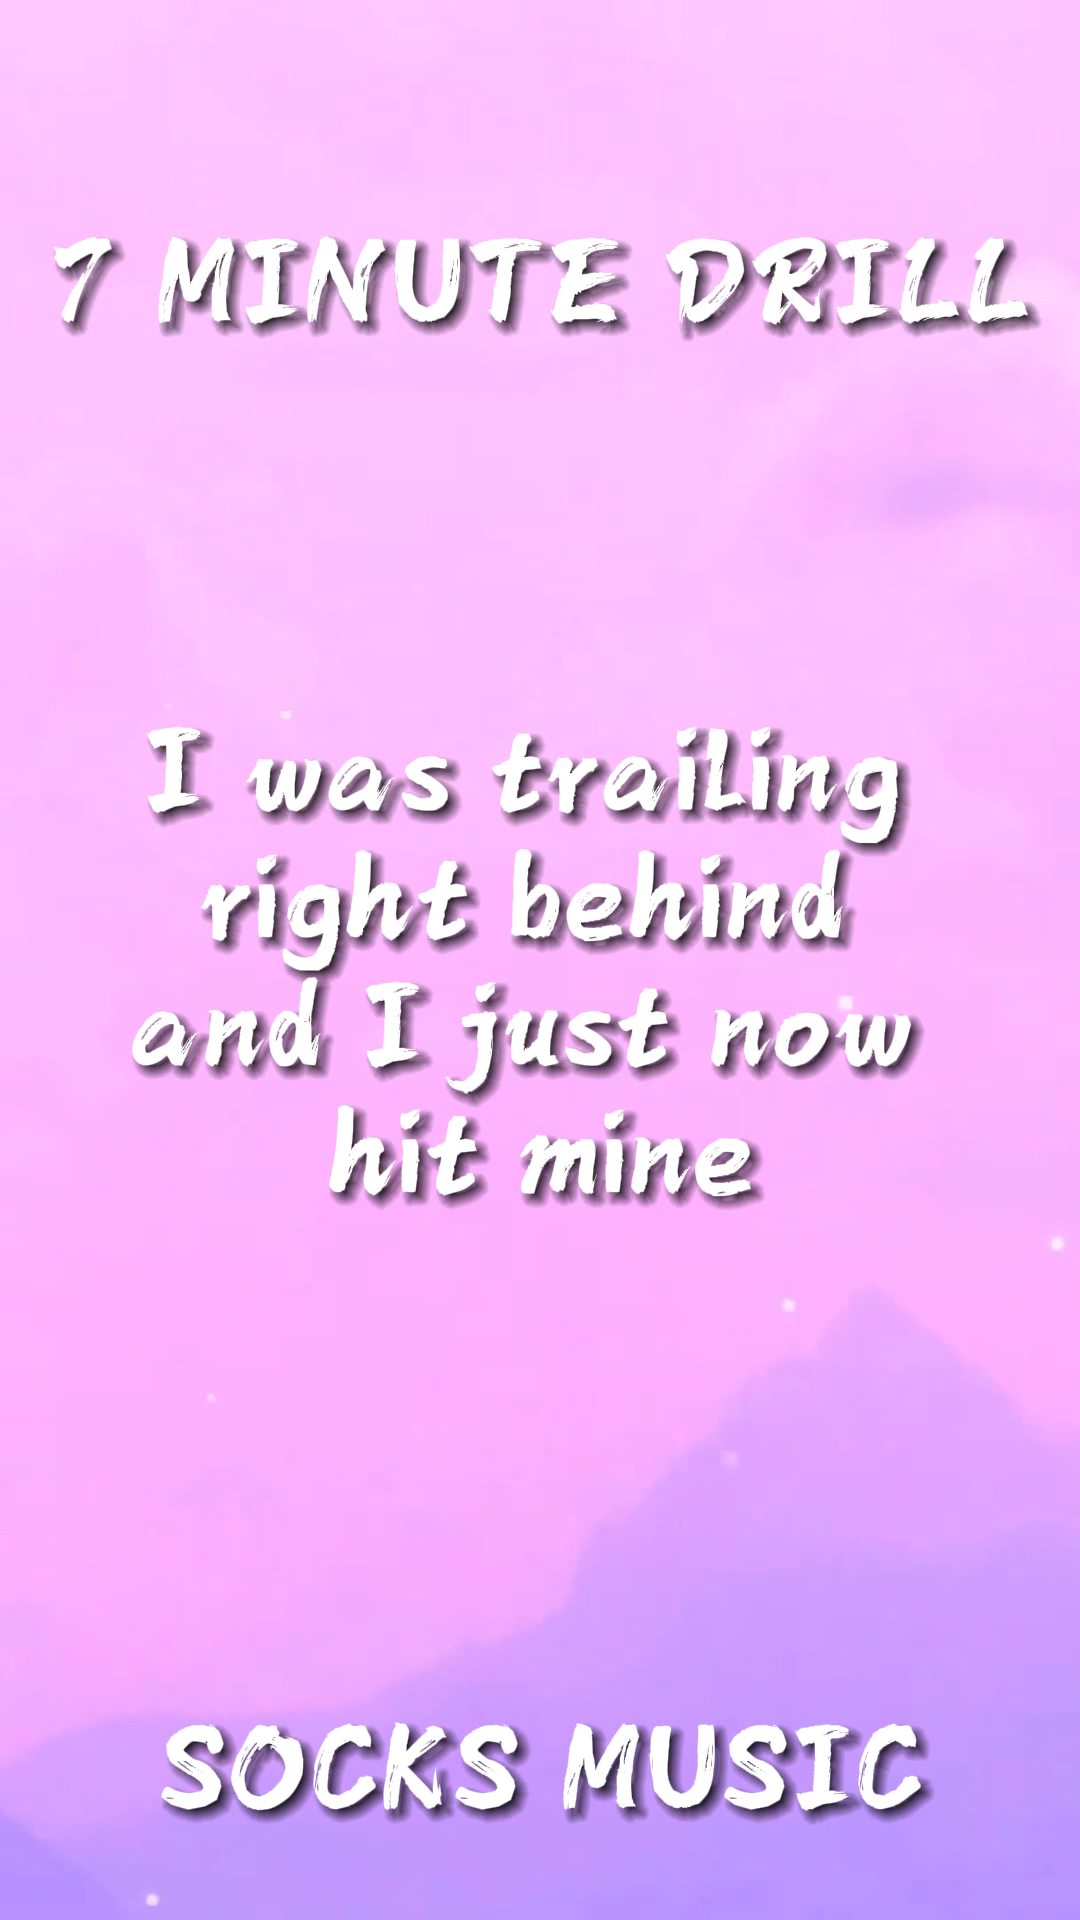 7 MINUTE DRILL
I was trailing
right behind
and I just now
hit mine
SOCKS MUSIC